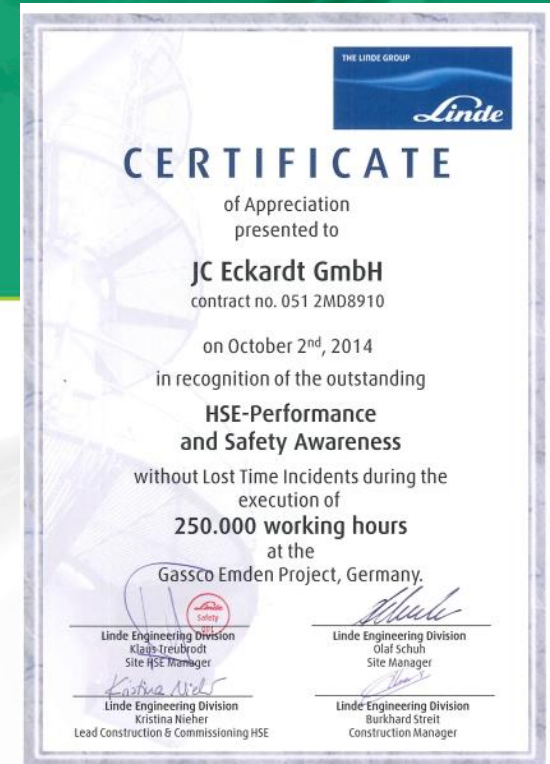 THE LINDE GROUP
Linde
CERTIFICATE
of Appreciation
presented to
JC Eckardt GmbH
contract no. 051 2MD8910
on October 2nd, 2014
in recognition of the outstanding
HSE-Performance
and Safety Awareness
without Lost Time Incidents during the
execution of
250.000 working hours
at the
Gassco Emden Project, Germany.
Linde
Safety
Linde Engineering Division
Klaus Treubrodt
Site HSE Manager
Linde Engineering Division
Olaf Schuh
Site Manager
Kristina Nieher
Linde Engineering Division
Kristina Nieher
Lead Construction & Commissioning HSE
Linde Engineering Division
Burkhard Streit
Construction Manager